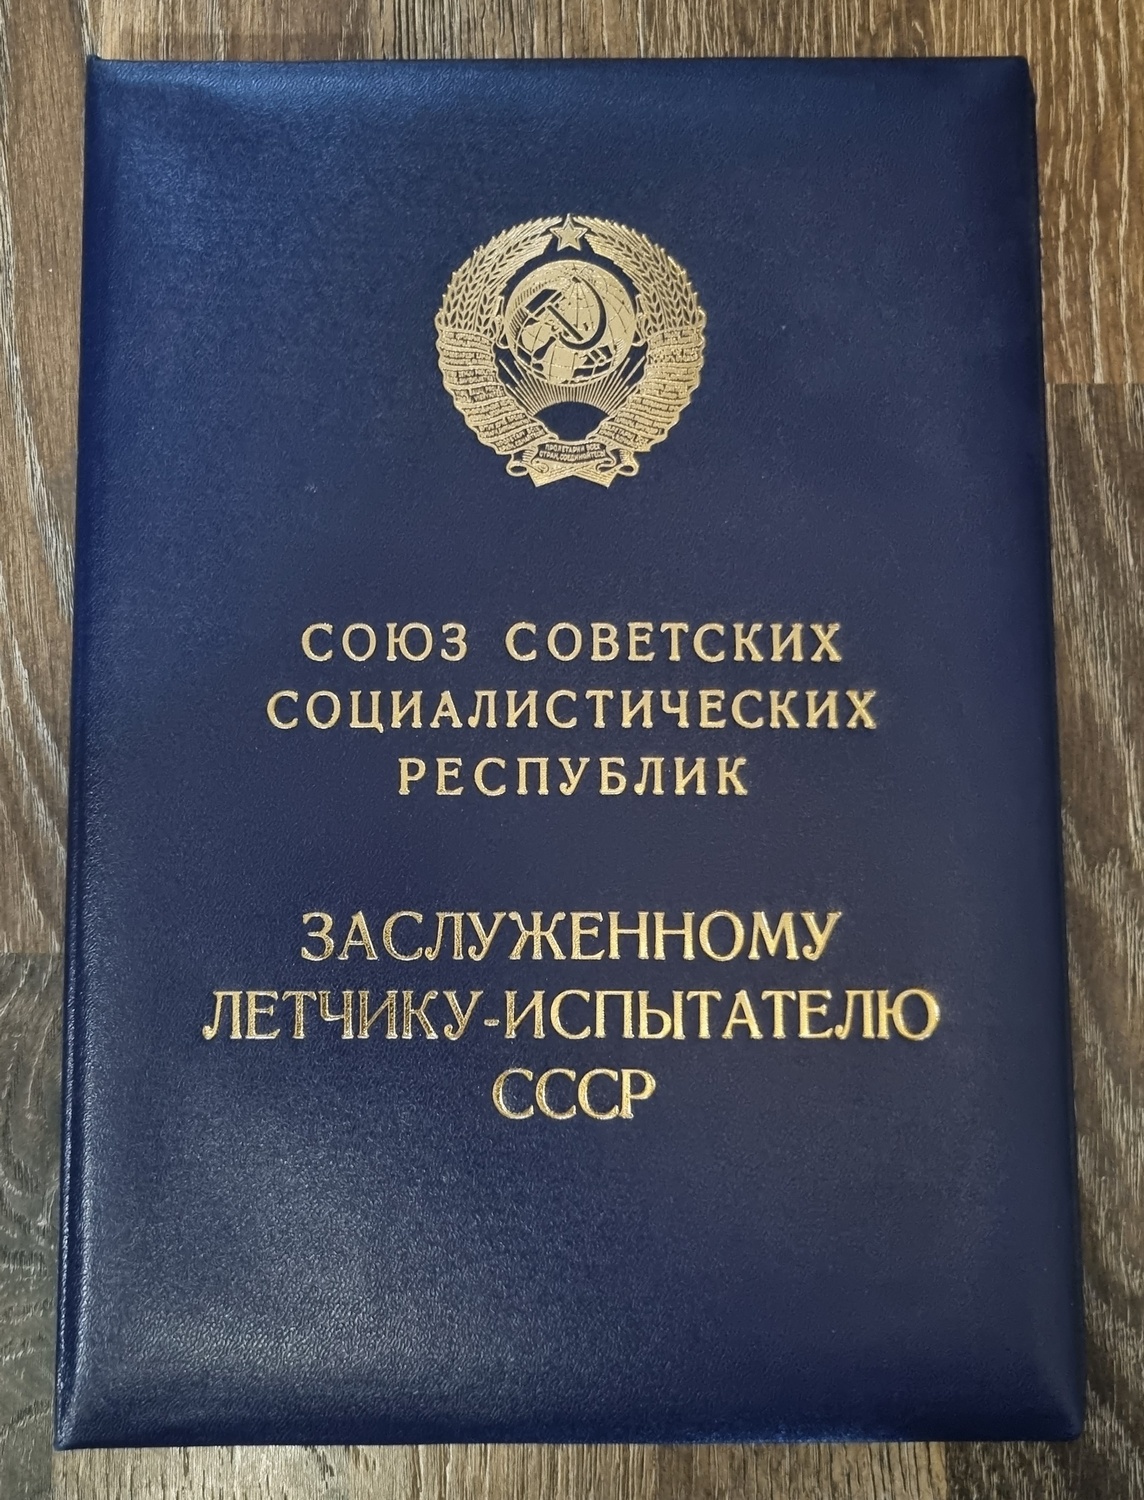 ПРОЛЕТАРИИ ВСЕХ
СТРАН, СОЕДИНЯЙТЕСЬ!
СОЮЗ СОВЕТСКИХ
СОЦИАЛИСТИЧЕСКИХ
РЕСПУБЛИК
ЗАСЛУЖЕННОМУ
ЛЕТЧИКУ-ИСПЫТАТЕЛЮ
СССР